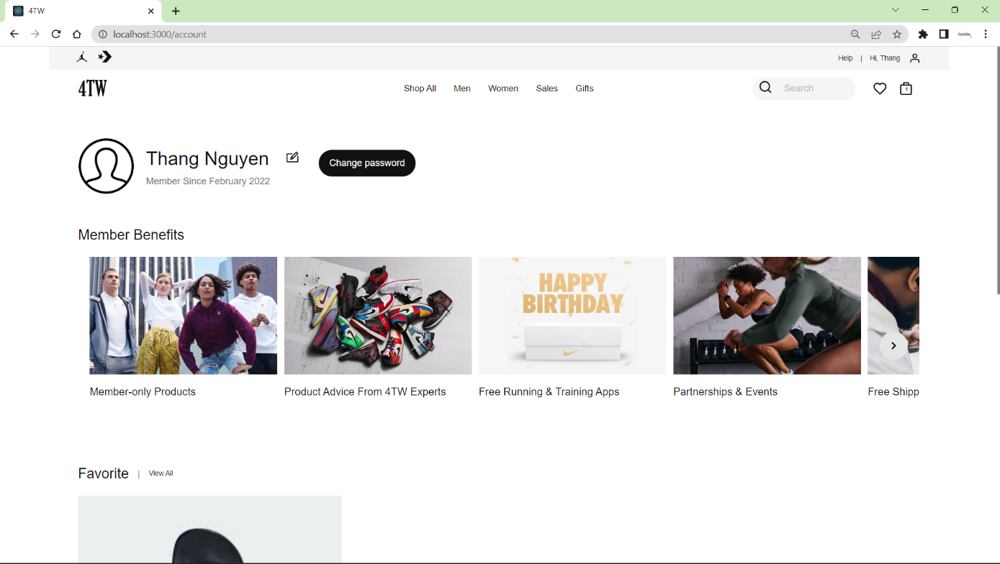 4TW
localhost:3000/account
Help | Hi, Thang
4TW
Shop All Men Women Sales Gifts
Search
1
Thang Nguyen
Change password
Member Since February 2022
Member Benefits
HAPPY
BIRTHDAY
Member-only Products
Product Advice From 4TW Experts
Free Running & Training Apps
Partnerships & Events
Free Shipp
Favorite | View All